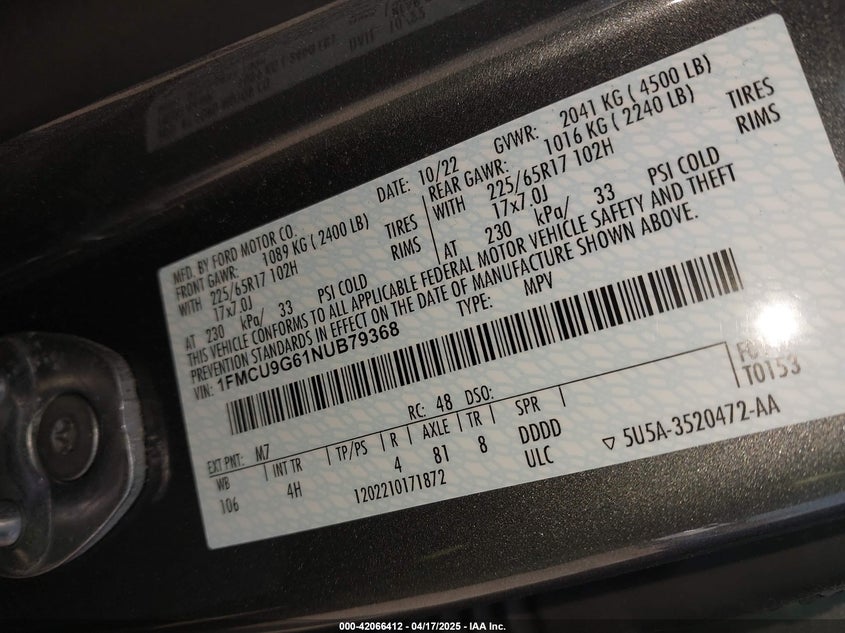 MFD. BY FORD MOTOR CO.
DATE: 10/22
GVWR: 2041 KG ( 4500 LB)
FRONT GAWR: 1089 KG ( 2400 LB)
REAR GAWR: 1016 KG ( 2240 LB)
WITH 225/65R17 102H TIRES
WITH 225/65R17 102H TIRES
17x7.0J RIMS
17x7.0J RIMS
AT 230 kPa/ 33 PSI COLD
AT 230 kPa/ 33 PSI COLD
THIS VEHICLE CONFORMS TO ALL APPLICABLE FEDERAL MOTOR VEHICLE SAFETY AND THEFT
PREVENTION STANDARDS IN EFFECT ON THE DATE OF MANUFACTURE SHOWN ABOVE.
VIN: 1FMCU9G61NUB79368
TYPE: MPV
EXT PNT: M7 RC: 48 DSO:
WB INT TR TP/PS R AXLE TR SPR
106 4H 4 81 8 DDDD
1202210171872 ULC
T0153
▽ 5U5A-3520472-AA
000-42066412 - 04/17/2025 - IAA Inc.